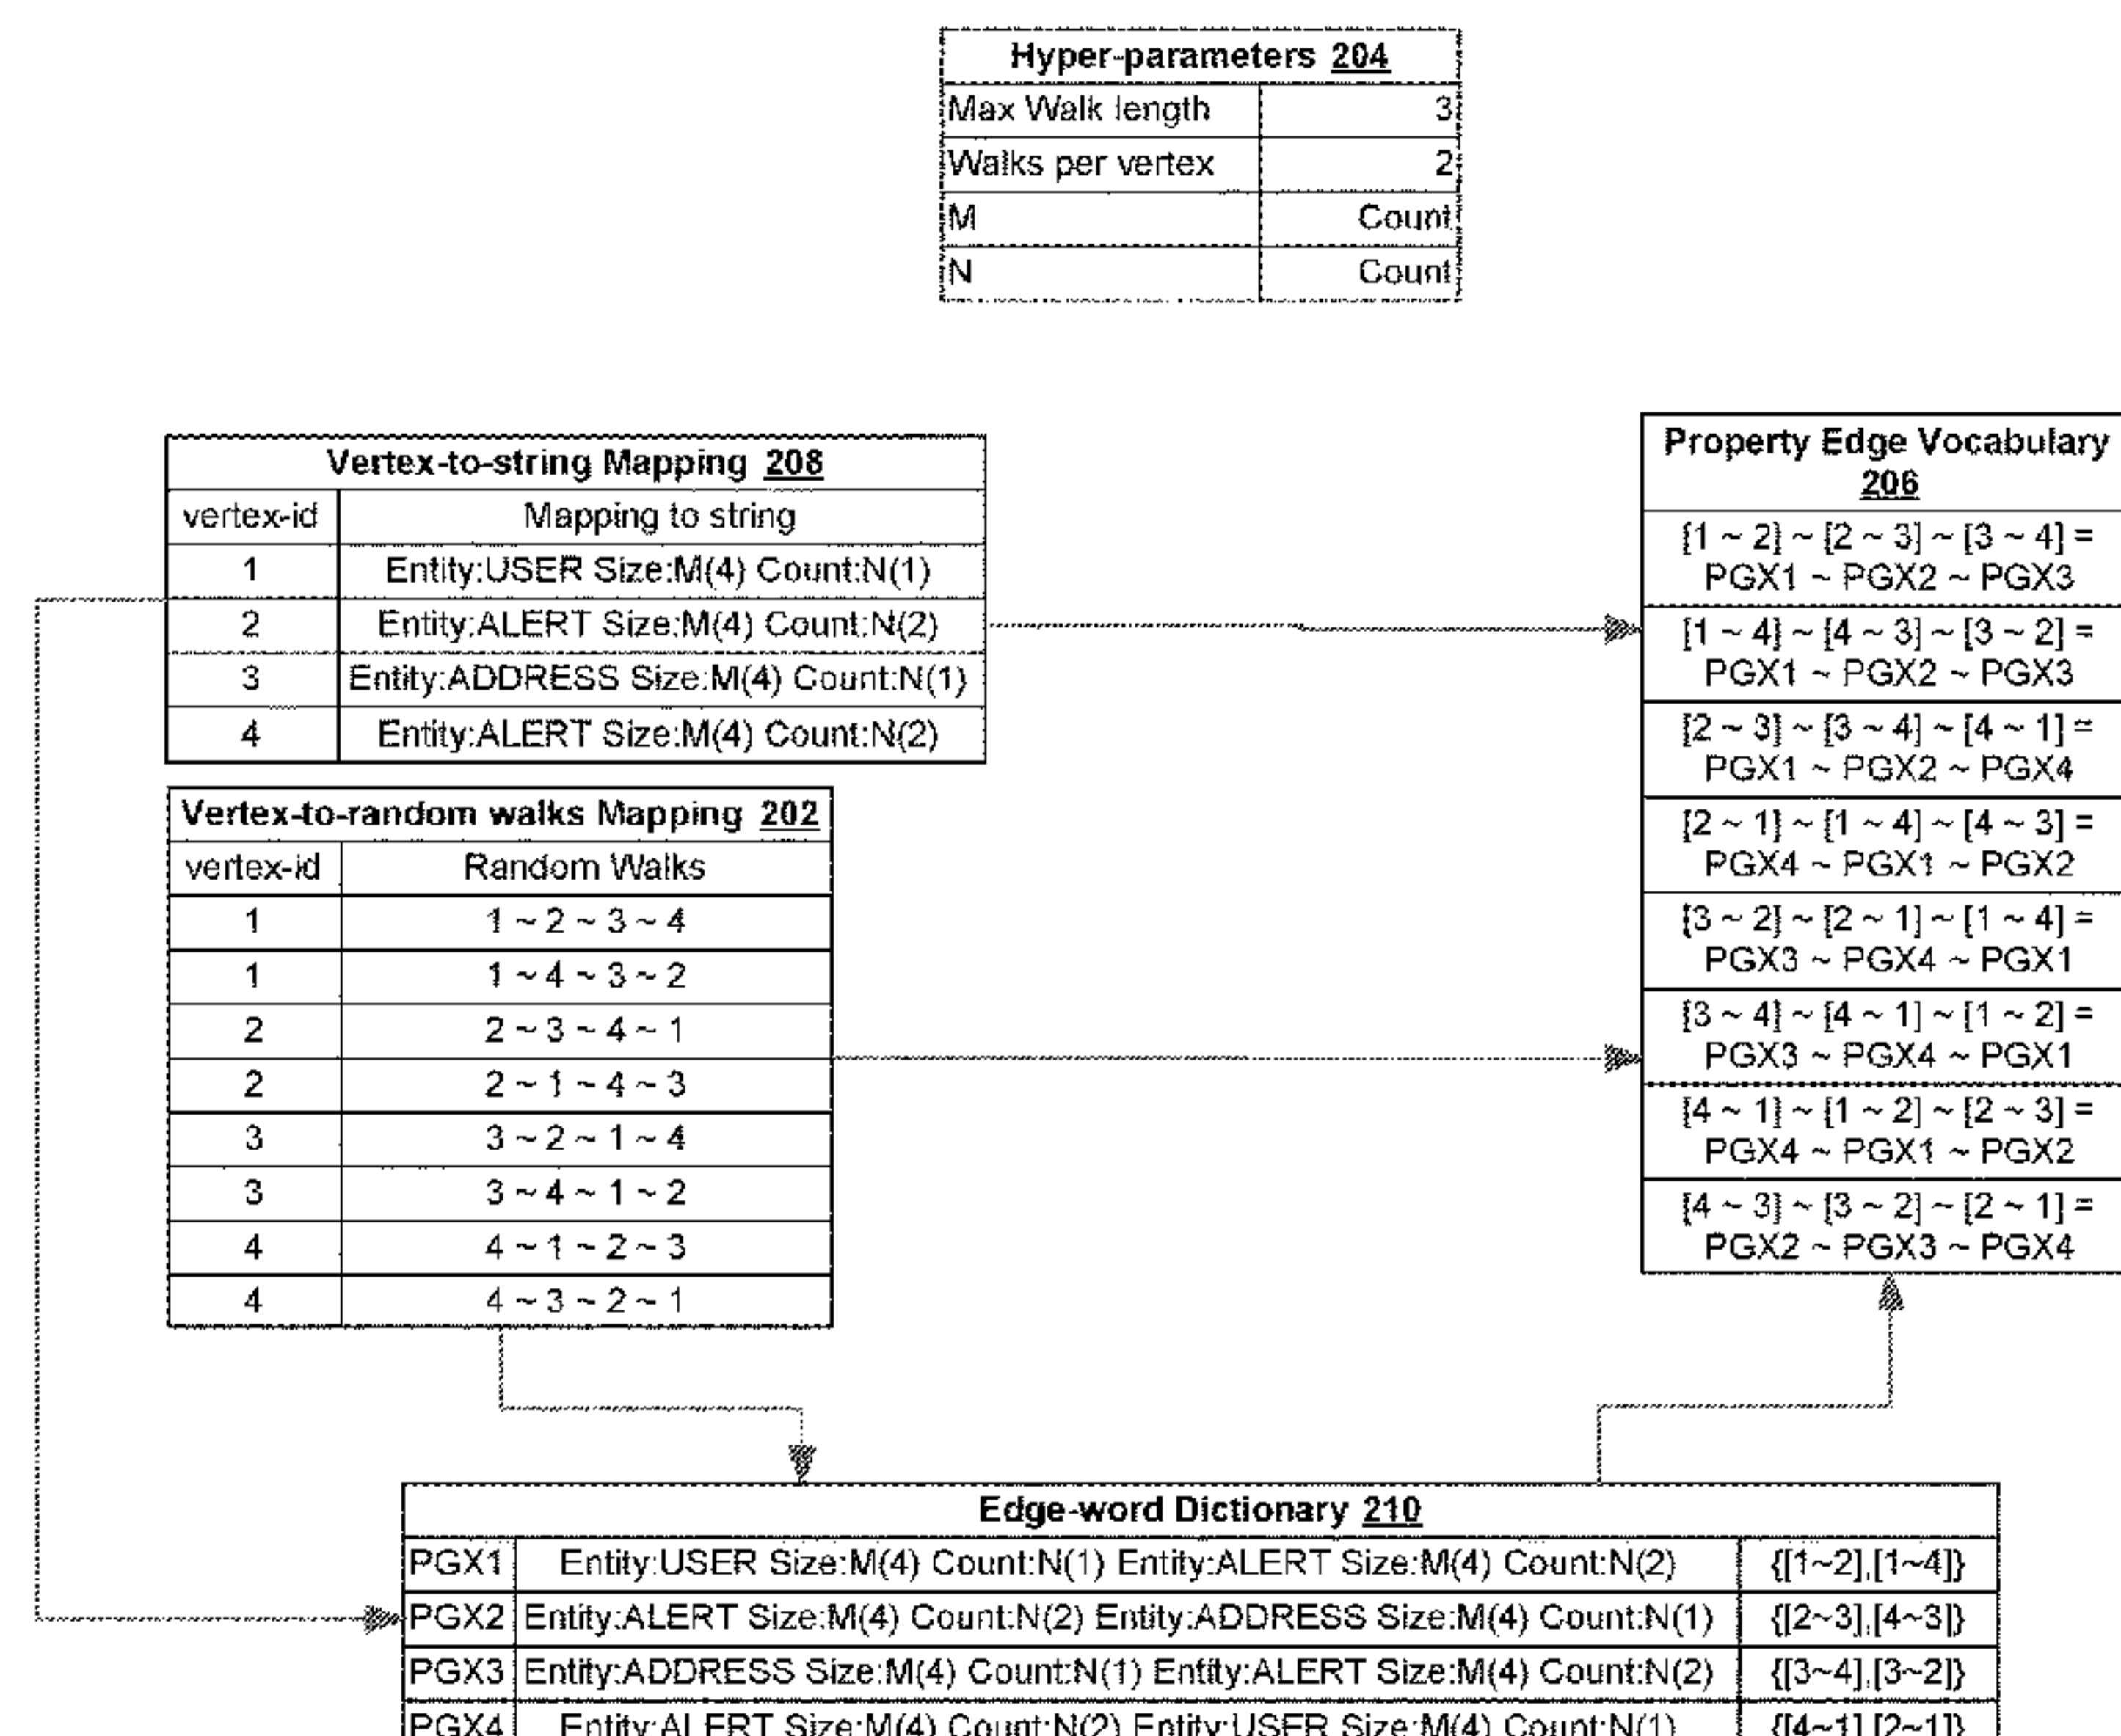 Hyper-parameters 204
Max Walk length 3
Walks per vertex 2
M Count
N Count
Vertex-to-string Mapping 208
vertex-id Mapping to string
1 Entity:USER Size:M(4) Count:N(1)
2 Entity:ALERT Size:M(4) Count:N(2)
3 Entity:ADDRESS Size:M(4) Count:N(1)
4 Entity:ALERT Size:M(4) Count:N(2)
Vertex-to-random walks Mapping 202
vertex-id Random Walks
1 1 ~ 2 ~ 3 ~ 4
1 1 ~ 4 ~ 3 ~ 2
2 2 ~ 3 ~ 4 ~ 1
2 2 ~ 1 ~ 4 ~ 3
3 3 ~ 2 ~ 1 ~ 4
3 3 ~ 4 ~ 1 ~ 2
4 4 ~ 1 ~ 2 ~ 3
4 4 ~ 3 ~ 2 ~ 1
Property Edge Vocabulary
206
[1 ~ 2] ~ [2 ~ 3] ~ [3 ~ 4] =
PGX1 ~ PGX2 ~ PGX3
[1 ~ 4] ~ [4 ~ 3] ~ [3 ~ 2] =
PGX1 ~ PGX2 ~ PGX3
[2 ~ 3] ~ [3 ~ 4] ~ [4 ~ 1] =
PGX1 ~ PGX2 ~ PGX4
[2 ~ 1] ~ [1 ~ 4] ~ [4 ~ 3] =
PGX4 ~ PGX1 ~ PGX2
[3 ~ 2] ~ [2 ~ 1] ~ [1 ~ 4] =
PGX3 ~ PGX4 ~ PGX1
[3 ~ 4] ~ [4 ~ 1] ~ [1 ~ 2] =
PGX3 ~ PGX4 ~ PGX1
[4 ~ 1] ~ [1 ~ 2] ~ [2 ~ 3] =
PGX4 ~ PGX1 ~ PGX2
[4 ~ 3] ~ [3 ~ 2] ~ [2 ~ 1] =
PGX2 ~ PGX3 ~ PGX4
Edge-word Dictionary 210
PGX1 Entity:USER Size:M(4) Count:N(1) Entity:ALERT Size:M(4) Count:N(2) {[1~2],[1~4]}
PGX2 Entity:ALERT Size:M(4) Count:N(2) Entity:ADDRESS Size:M(4) Count:N(1) {[2~3],[4~3]}
PGX3 Entity:ADDRESS Size:M(4) Count:N(1) Entity:ALERT Size:M(4) Count:N(2) {[3~4],[3~2]}
PGX4 Entity:ALERT Size:M(4) Count:N(2) Entity:USER Size:M(4) Count:N(1) {[4~1],[2~1]}